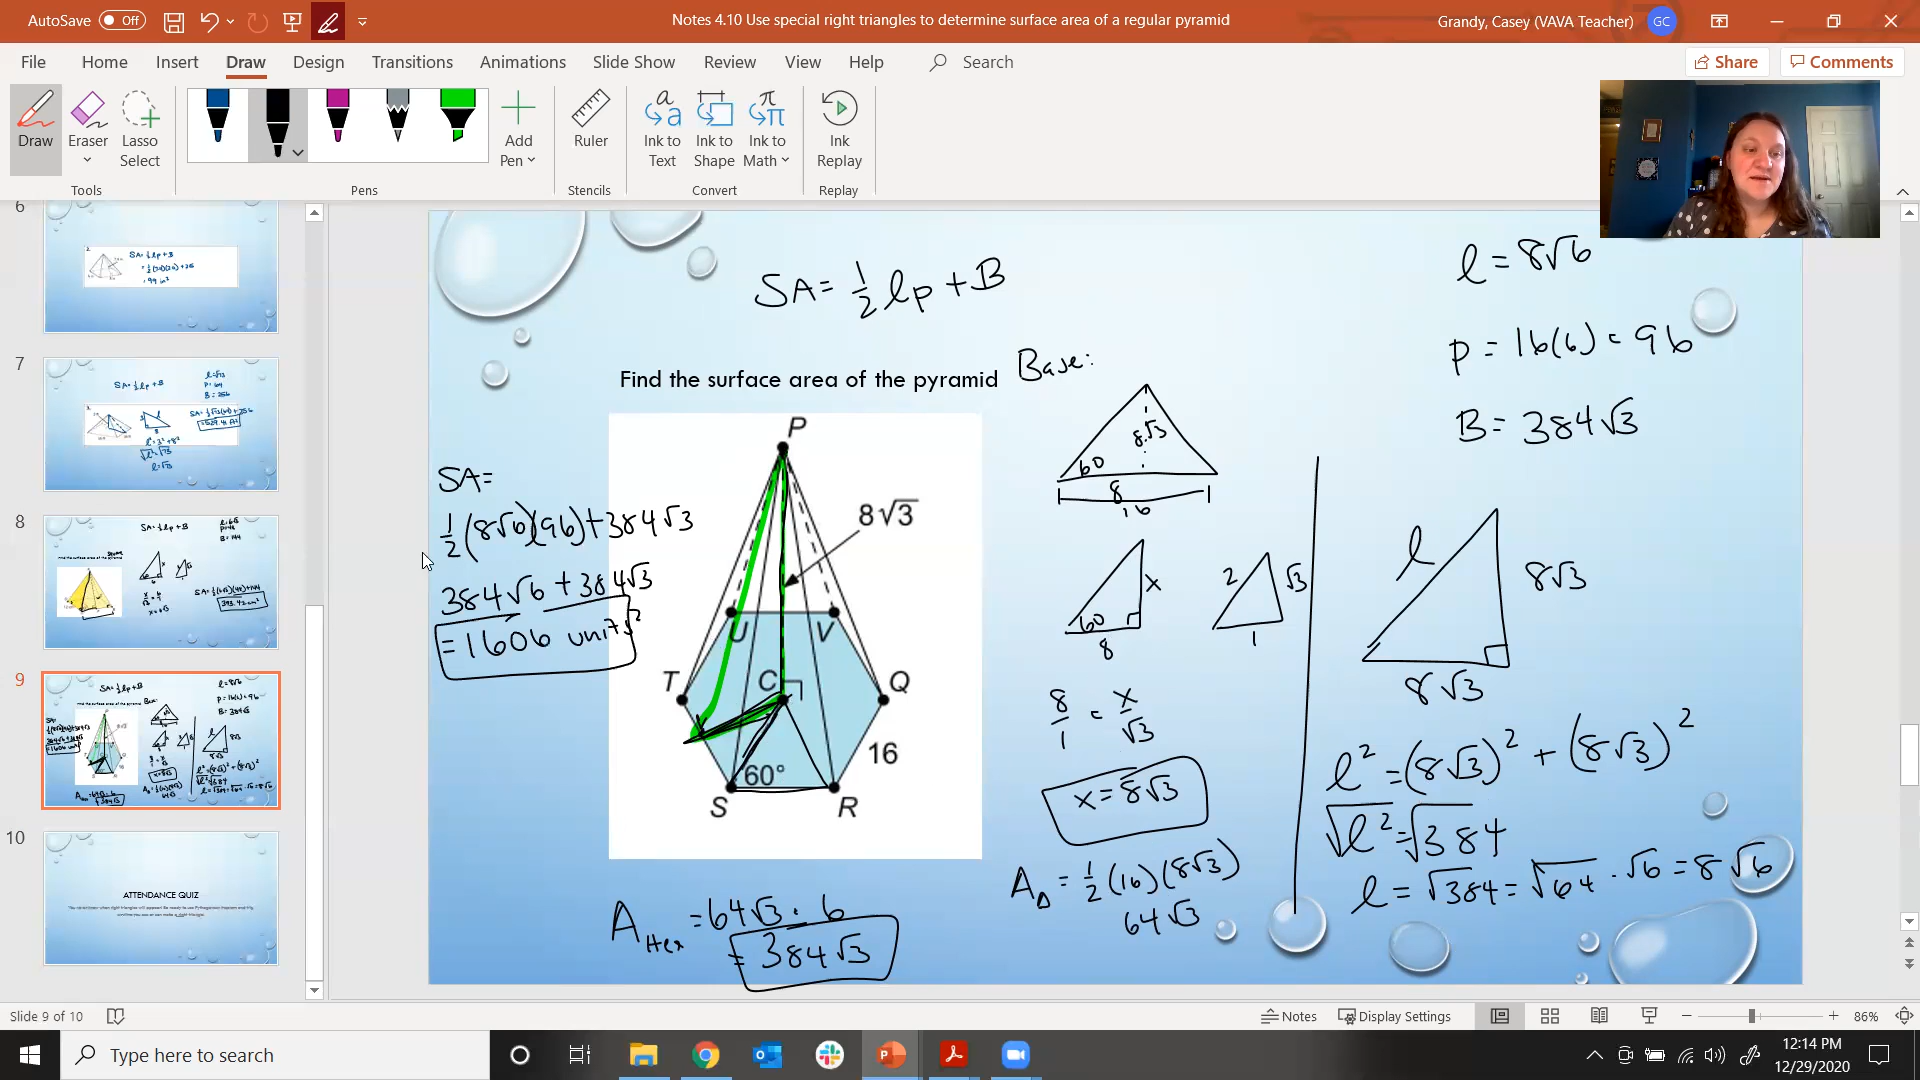 AutoSave Off
Notes 4.10 Use special right triangles to determine surface area of a regular pyramid
Grandy, Casey (VAVA Teacher) GC
File Home Insert Draw Design Transitions Animations Slide Show Review View Help Search
Share Comments
Draw Eraser Lasso Select
Add Pen
Ruler
Ink to Text Ink to Shape Ink to Math
Ink Replay
Tools Pens Stencils Convert Replay
6
7
8
9
10
ATTENDANCE QUIZ
SA = 1/2 lp + B
l = 8√6
p = 16(6) = 96
B = 384√3
Find the surface area of the pyramid
Base:
8√3
60
8
16
SA =
1/2 (8√6)(96) + 384√3
384√6 + 384√3
= 1606 units²
P
8√3
U V
T C Q
16
60°
S R
A Hex = 64√3 · 6
= 384√3
x
60
8
2 √3
1
8/1 = x/√3
x = 8√3
A△ = 1/2 (16)(8√3)
64√3
l
8√3
8√3
l² = (8√3)² + (8√3)²
√l² = √384
l = √384 = √64 · √6 = 8√6
Slide 9 of 10
Notes Display Settings
86%
Type here to search
12:14 PM
12/29/2020